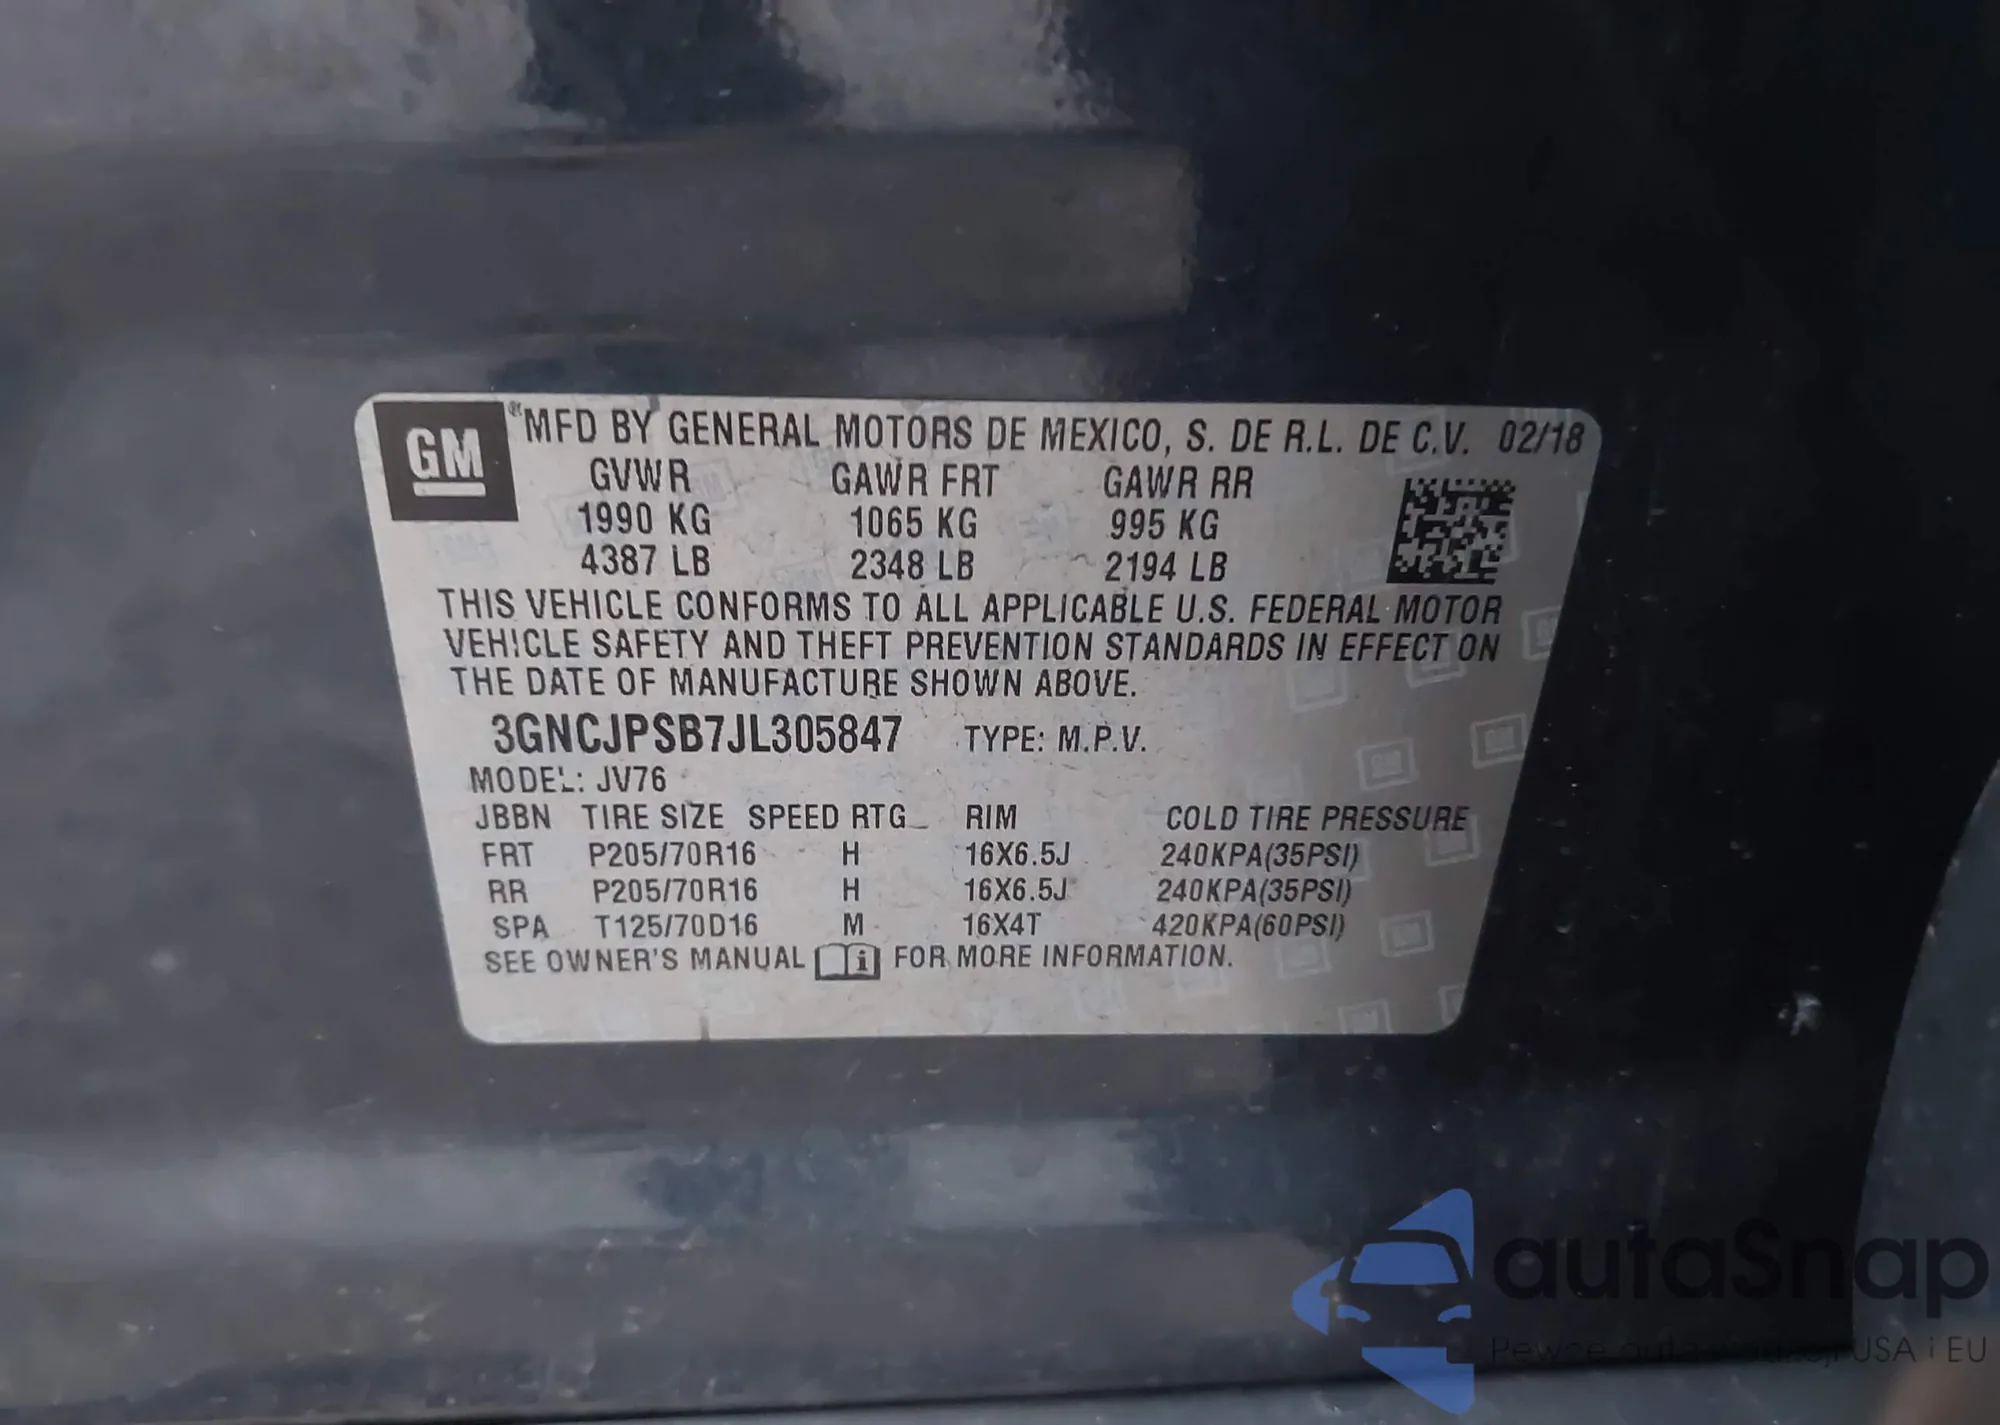 GM
MFD BY GENERAL MOTORS DE MEXICO, S. DE R.L. DE C.V. 02/18
GVWR GAWR FRT GAWR RR
1990 KG 1065 KG 995 KG
4387 LB 2348 LB 2194 LB
THIS VEHICLE CONFORMS TO ALL APPLICABLE U.S. FEDERAL MOTOR
VEHICLE SAFETY AND THEFT PREVENTION STANDARDS IN EFFECT ON
THE DATE OF MANUFACTURE SHOWN ABOVE.
3GNCJPSB7JL305847 TYPE: M.P.V.
MODEL: JV76
JBBN TIRE SIZE SPEED RTG RIM COLD TIRE PRESSURE
FRT P205/70R16 H 16X6.5J 240KPA(35PSI)
RR P205/70R16 H 16X6.5J 240KPA(35PSI)
SPA T125/70D16 M 16X4T 420KPA(60PSI)
SEE OWNER'S MANUAL i FOR MORE INFORMATION.
autaSnap
Pewne auta USA i EU